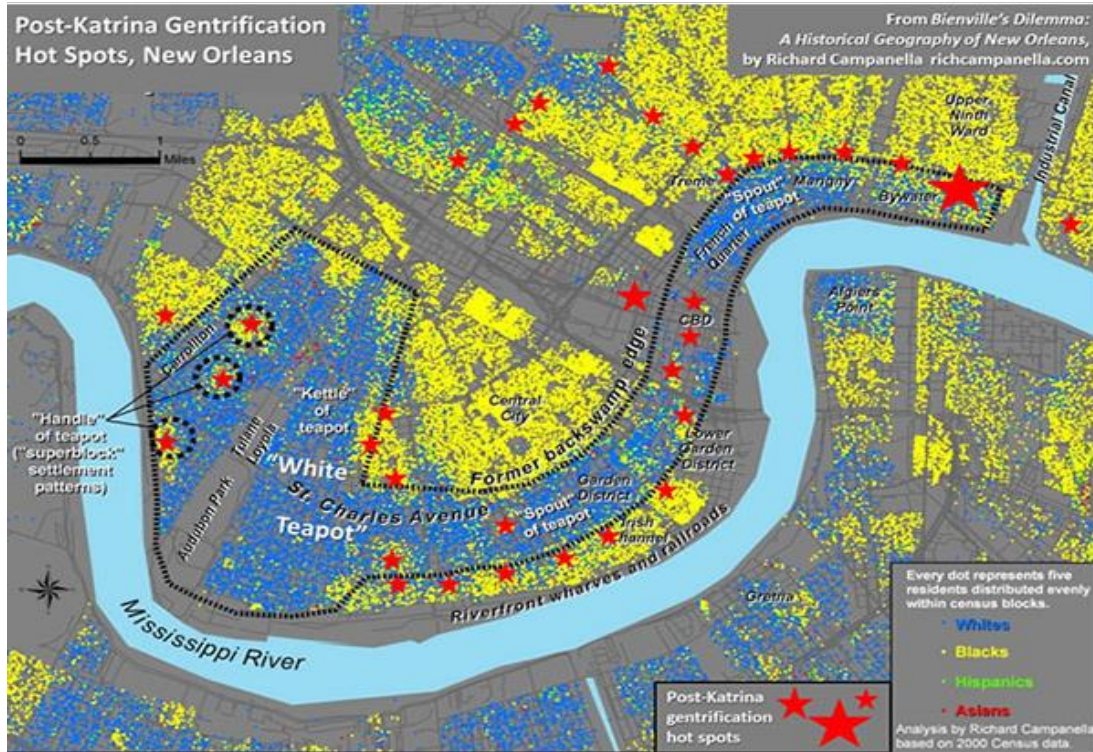 Post-Katrina Gentrification
Hot Spots, New Orleans
From Bienville's Dilemma:
A Historical Geography of New Orleans,
by Richard Campanella richcampanella.com
0
0.5
1
Miles
Upper
Ninth
Ward
Industrial Canal
Treme
"Spout"
of teapot
Marigny
Bywater
French
Quarter
Algiers
Point
CBD
Carrollton
"Handle"
of teapot
("superblock"
settlement
patterns)
"Kettle" of
teapot
Tulane
Loyola
Audubon Park
Central
City
Former backswamp edge
Lower
Garden
District
"White
Teapot"
St. Charles Avenue
Garden
District
"Spout"
of teapot
Irish
Channel
Riverfront wharves and railroads
Gretna
Mississippi River
Every dot represents five
residents distributed evenly
within census blocks.
Whites
Blacks
Hispanics
Asians
Analysis by Richard Campanella
based on 2000 Census data
Post-Katrina
gentrification
hot spots